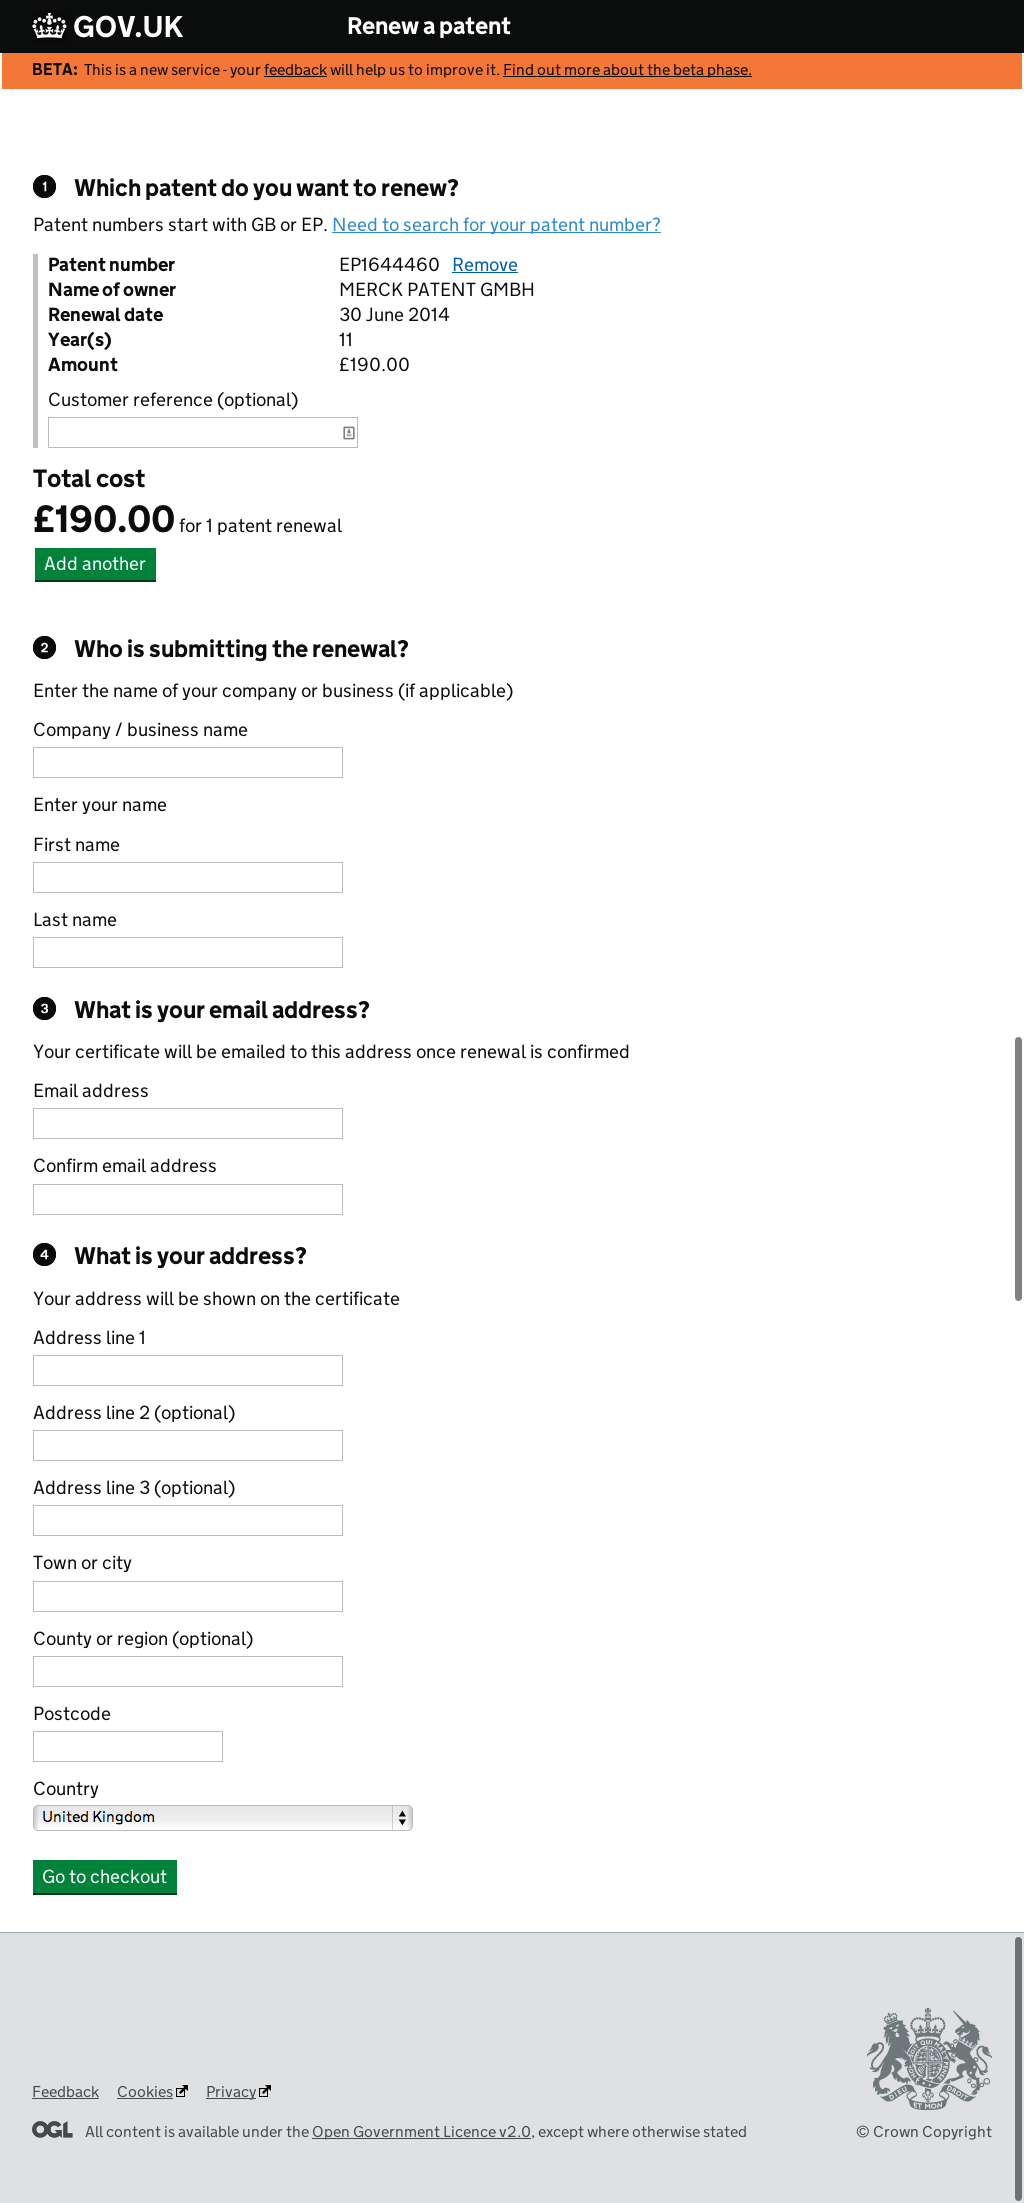 GOV.UK
Renew a patent
BETA: This is a new service - your feedback will help us to improve it. Find out more about the beta phase.
1 Which patent do you want to renew?
Patent numbers start with GB or EP. Need to search for your patent number?
Patent number EP1644460 Remove
Name of owner MERCK PATENT GMBH
Renewal date 30 June 2014
Year(s) 11
Amount £190.00
Customer reference (optional)
Total cost
£190.00 for 1 patent renewal
Add another
2 Who is submitting the renewal?
Enter the name of your company or business (if applicable)
Company / business name
Enter your name
First name
Last name
3 What is your email address?
Your certificate will be emailed to this address once renewal is confirmed
Email address
Confirm email address
4 What is your address?
Your address will be shown on the certificate
Address line 1
Address line 2 (optional)
Address line 3 (optional)
Town or city
County or region (optional)
Postcode
Country
United Kingdom
Go to checkout
Feedback Cookies Privacy
DIEU ET MON DROIT
OGL All content is available under the Open Government Licence v2.0, except where otherwise stated
© Crown Copyright